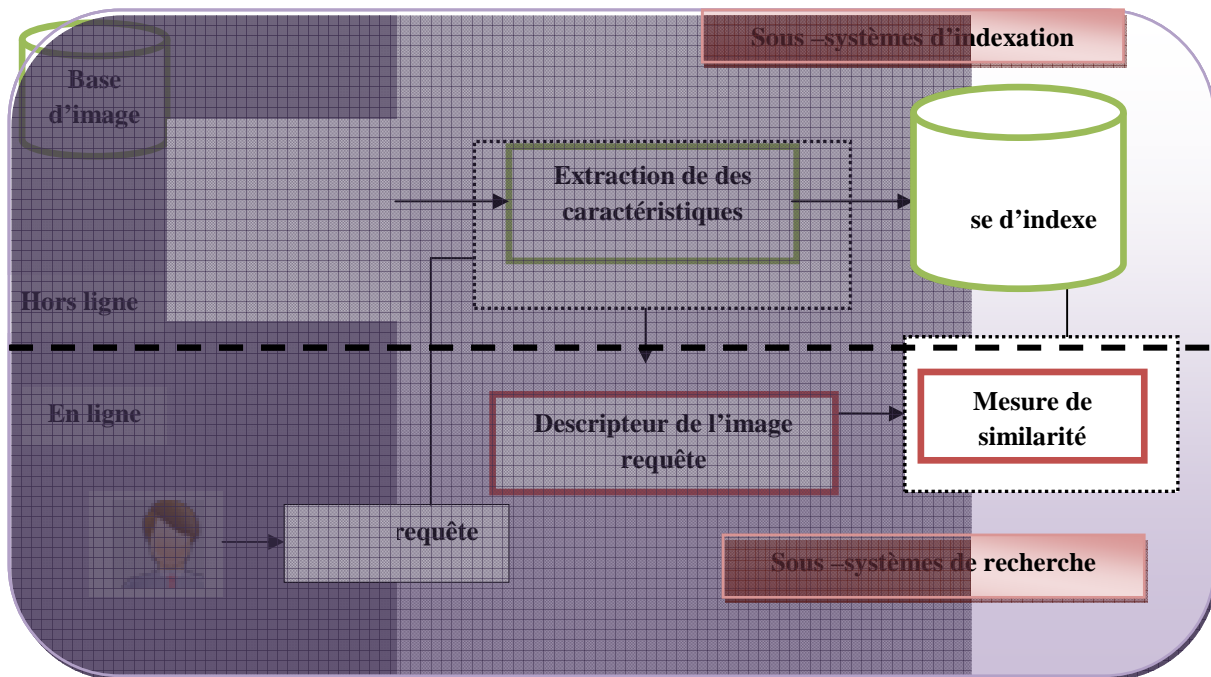 Sous –systèmes d'indexation
Base
d'image
Extraction de des
caractéristiques
se d'indexe
Hors ligne
En ligne
Descripteur de l'image
requête
Mesure de
similarité
requête
Sous –systèmes de recherche